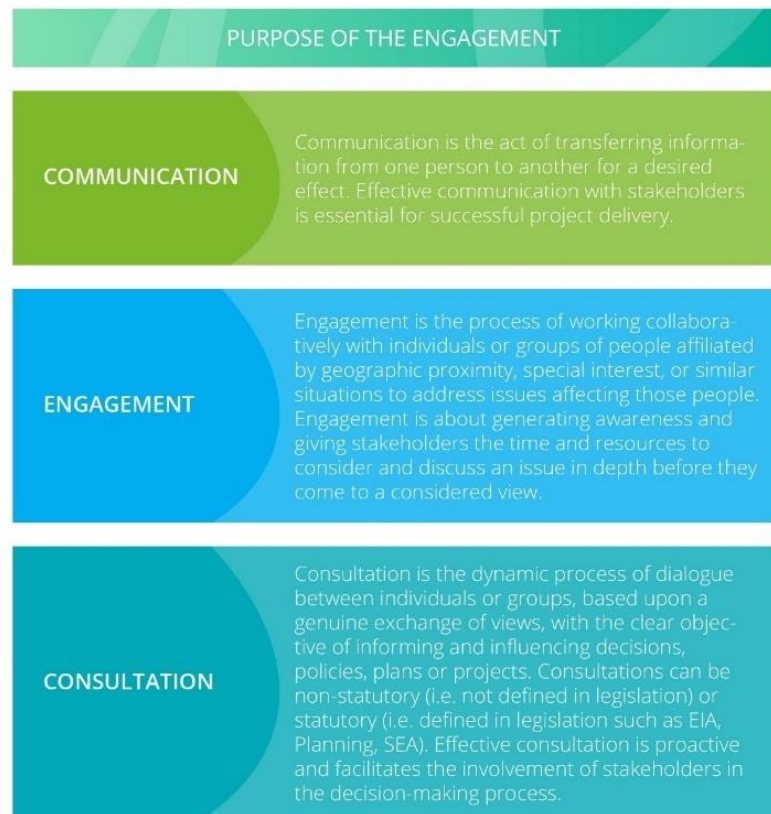 PURPOSE OF THE ENGAGEMENT
COMMUNICATION
Communication is the act of transferring informa-
tion from one person to another for a desired
effect. Effective communication with stakeholders
is essential for successful project delivery.
ENGAGEMENT
Engagement is the process of working collabora-
tively with individuals or groups of people affiliated
by geographic proximity, special interest, or similar
situations to address issues affecting those people.
Engagement is about generating awareness and
giving stakeholders the time and resources to
consider and discuss an issue in depth before they
come to a considered view.
CONSULTATION
Consultation is the dynamic process of dialogue
between individuals or groups, based upon a
genuine exchange of views, with the clear objec-
tive of informing and influencing decisions,
policies, plans or projects. Consultations can be
non-statutory (i.e. not defined in legislation) or
statutory (i.e. defined in legislation such as EIA,
Planning, SEA). Effective consultation is proactive
and facilitates the involvement of stakeholders in
the decision-making process.